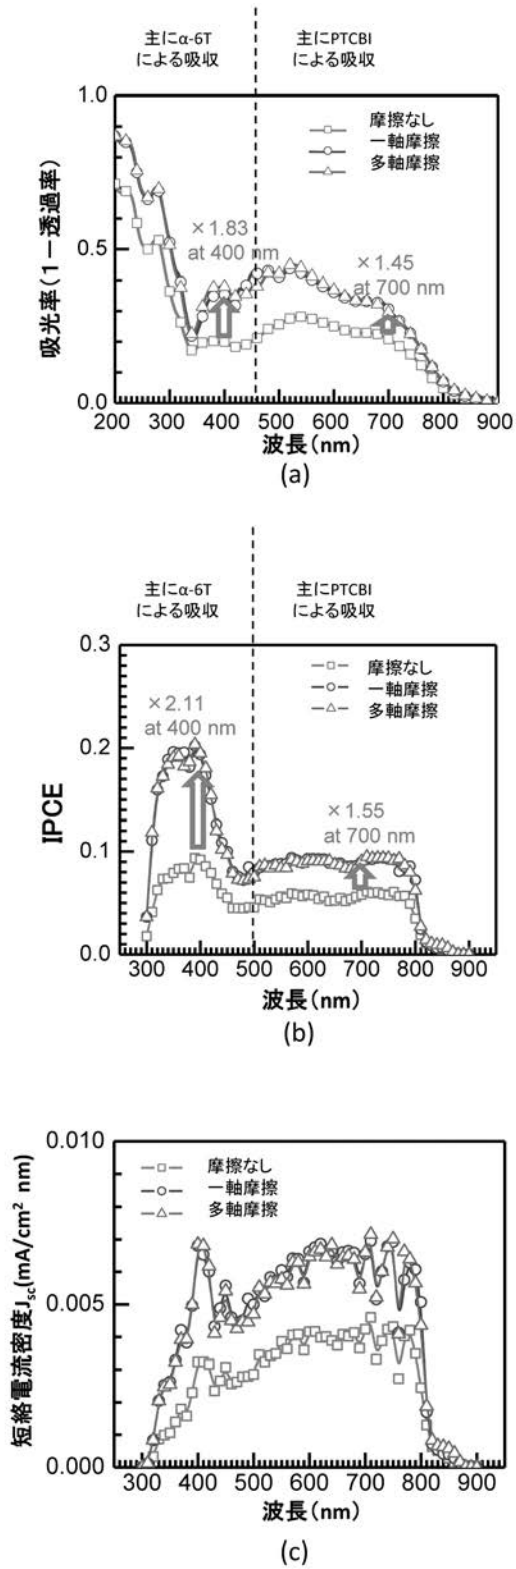 主にα-6T
による吸収
主にPTCBI
による吸収
摩擦なし
一軸摩擦
多軸摩擦
×1.83
at 400 nm
×1.45
at 700 nm
吸光率(1－透過率)
1.0
0.5
0.0
200 300 400 500 600 700 800 900
波長(nm)
(a)
主にα-6T
による吸収
主にPTCBI
による吸収
摩擦なし
一軸摩擦
多軸摩擦
×2.11
at 400 nm
×1.55
at 700 nm
IPCE
0.3
0.2
0.1
0.0
300 400 500 600 700 800 900
波長(nm)
(b)
摩擦なし
一軸摩擦
多軸摩擦
短絡電流密度Jsc(mA/cm² nm)
0.010
0.005
0.000
300 400 500 600 700 800 900
波長(nm)
(c)